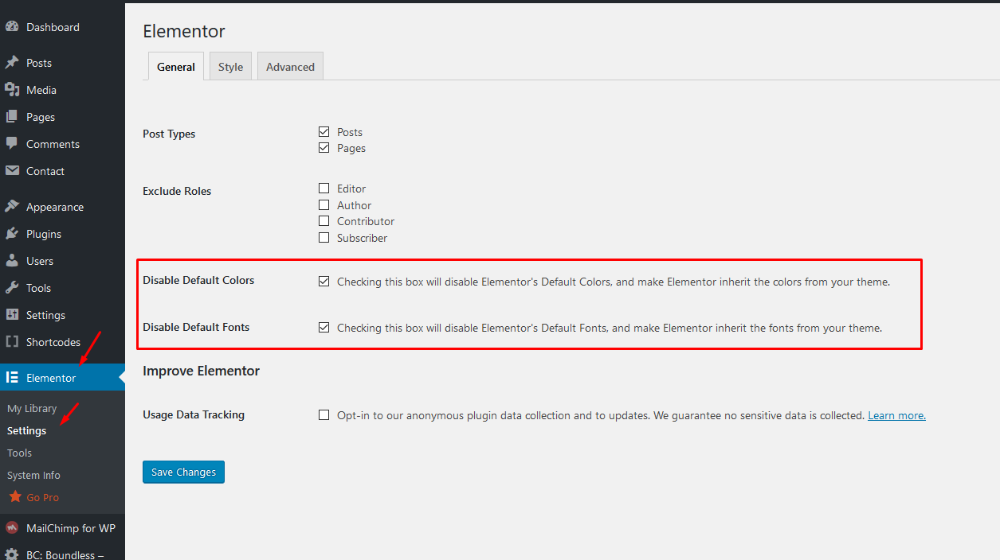 Dashboard
Posts
Media
Pages
Comments
Contact
Appearance
Plugins
Users
Tools
Settings
Shortcodes
Elementor
My Library
Settings
Tools
System Info
Go Pro
MailChimp for WP
BC: Boundless –
Elementor
General Style Advanced
Post Types
Posts
Pages
Exclude Roles
Editor
Author
Contributor
Subscriber
Disable Default Colors Checking this box will disable Elementor's Default Colors, and make Elementor inherit the colors from your theme.
Disable Default Fonts Checking this box will disable Elementor's Default Fonts, and make Elementor inherit the fonts from your theme.
Improve Elementor
Usage Data Tracking Opt-in to our anonymous plugin data collection and to updates. We guarantee no sensitive data is collected. Learn more.
Save Changes